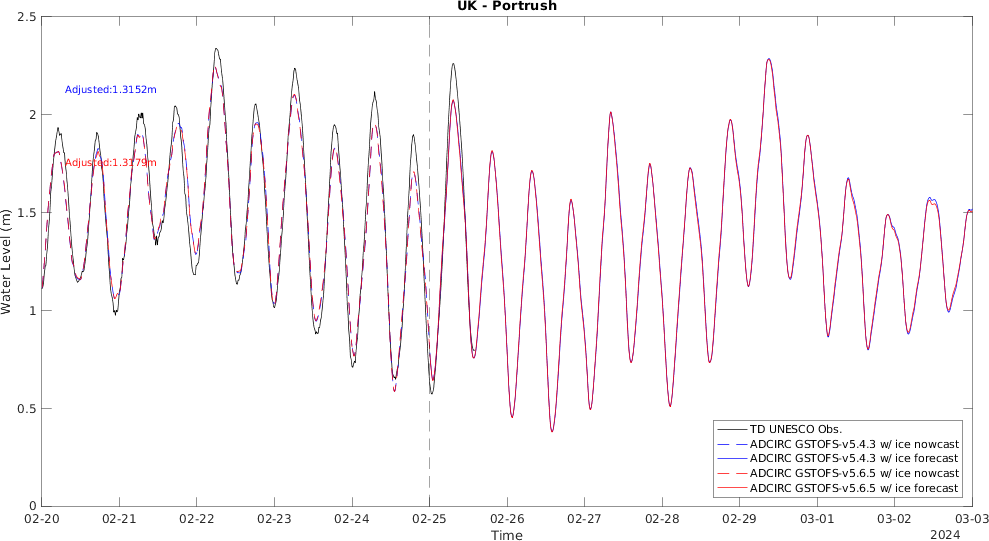 UK - Portrush
2.5
2
1.5
1
0.5
0
Water Level (m)
Adjusted:1.3152m
Adjusted:1.3179m
TD UNESCO Obs.
ADCIRC GSTOFS-v5.4.3 w/ ice nowcast
ADCIRC GSTOFS-v5.4.3 w/ ice forecast
ADCIRC GSTOFS-v5.6.5 w/ ice nowcast
ADCIRC GSTOFS-v5.6.5 w/ ice forecast
02-20 02-21 02-22 02-23 02-24 02-25 02-26 02-27 02-28 02-29 03-01 03-02 03-03
Time
2024